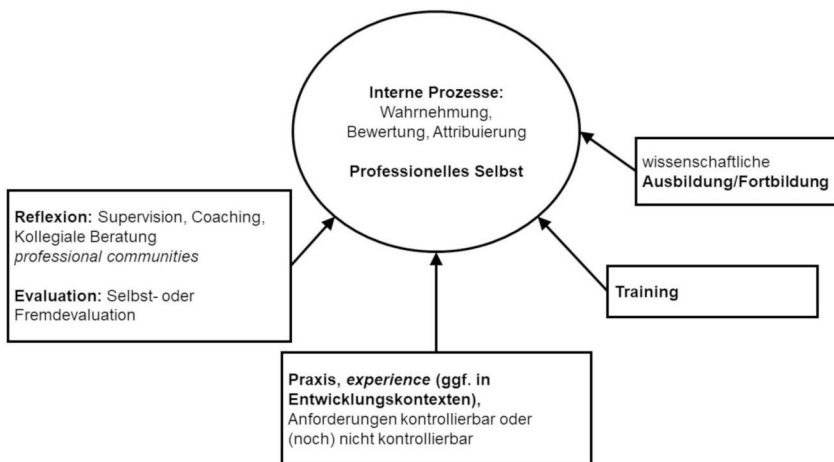 Interne Prozesse:
Wahrnehmung,
Bewertung, Attribuierung
Professionelles Selbst
wissenschaftliche
Ausbildung/Fortbildung
Reflexion: Supervision, Coaching,
Kollegiale Beratung
professional communities
Evaluation: Selbst- oder
Fremdevaluation
Training
Praxis, experience (ggf. in
Entwicklungskontexten),
Anforderungen kontrollierbar oder
(noch) nicht kontrollierbar